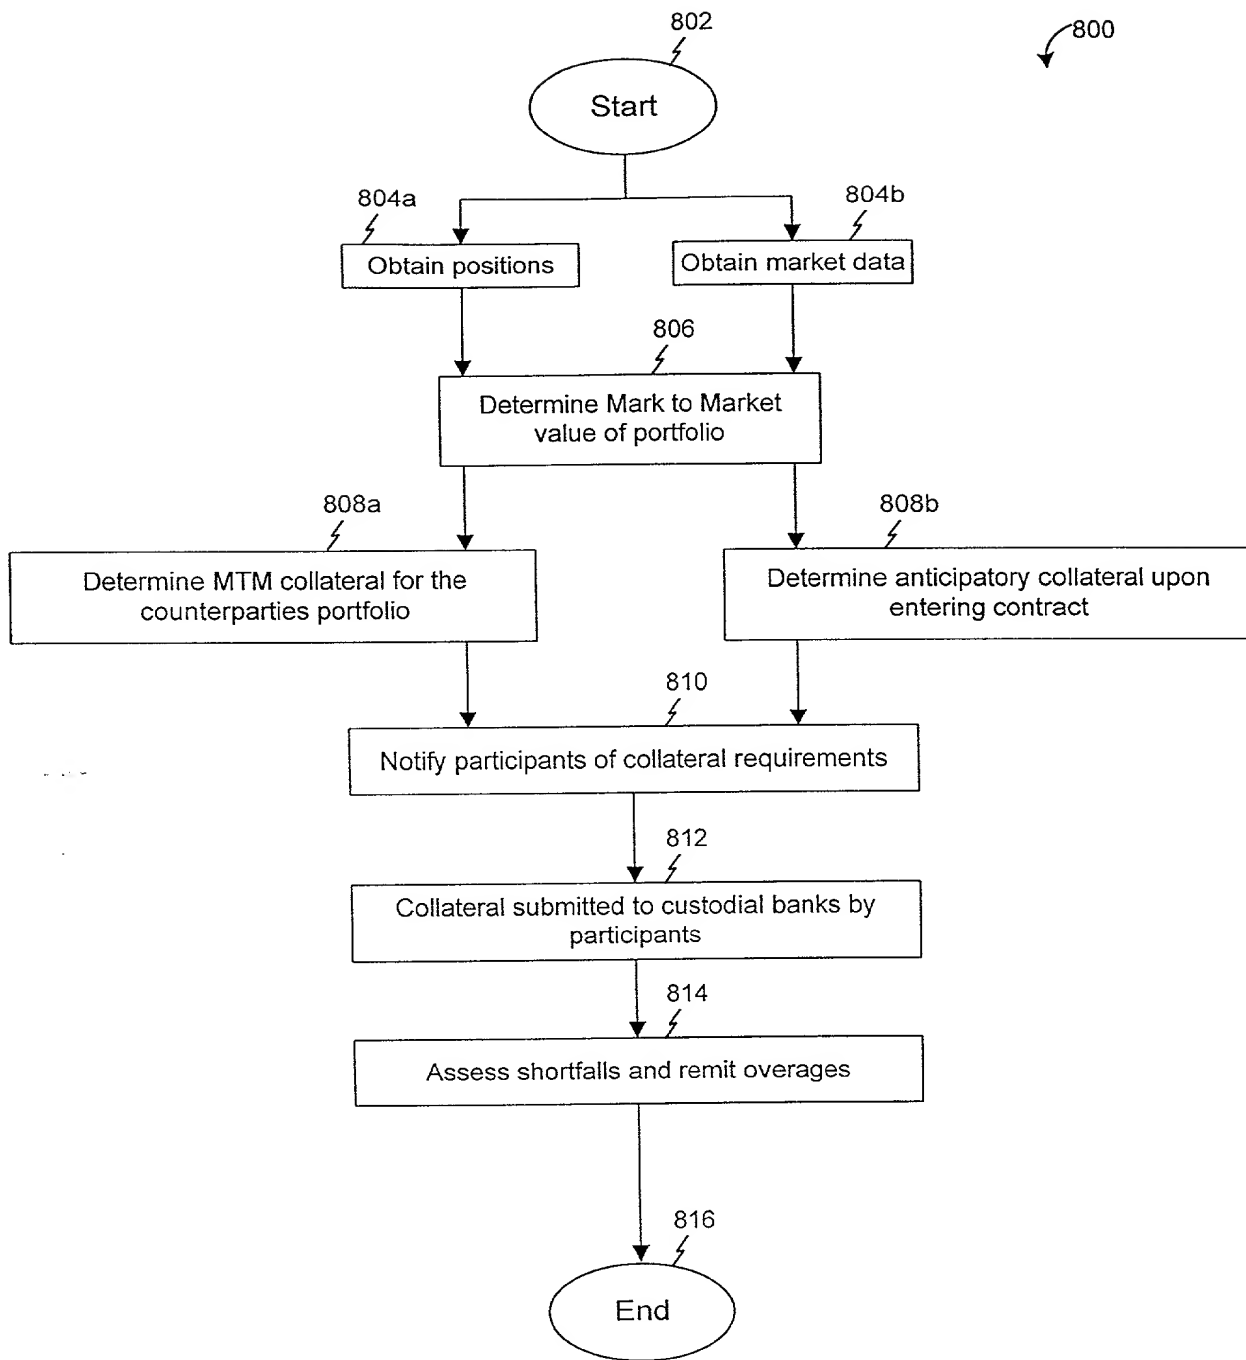 802
800
Start
804a
804b
Obtain positions
Obtain market data
806
Determine Mark to Market
value of portfolio
808a
808b
Determine MTM collateral for the
counterparties portfolio
Determine anticipatory collateral upon
entering contract
810
Notify participants of collateral requirements
812
Collateral submitted to custodial banks by
participants
814
Assess shortfalls and remit overages
816
End